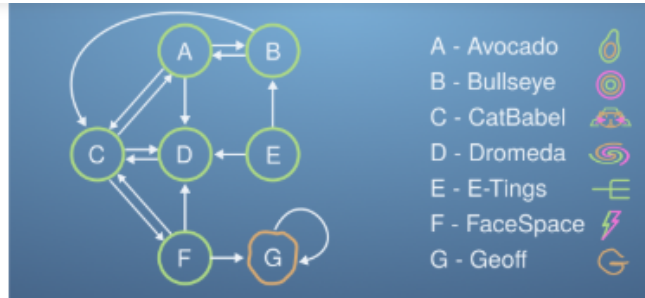 A
B
C
D
E
F
G
A - Avocado
B - Bullseye
C - CatBabel
D - Dromeda
E - E-Tings
F - FaceSpace
G - Geoff